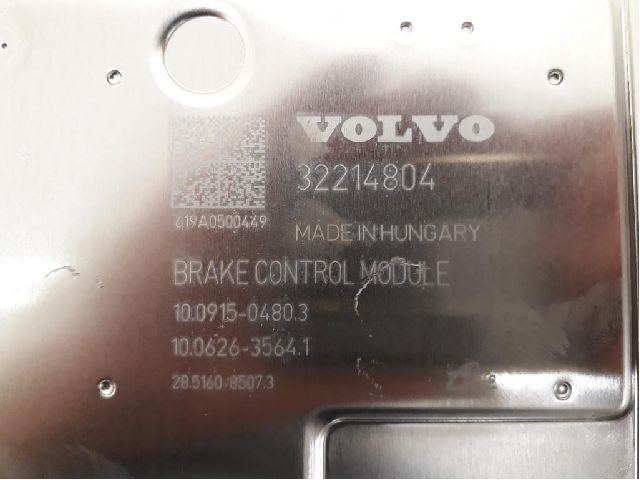 VOLVO
32214804
619A0500449
MADE IN HUNGARY
BRAKE CONTROL MODULE
10.0915-0480.3
10.0626-3564.1
28.5160-8507.3